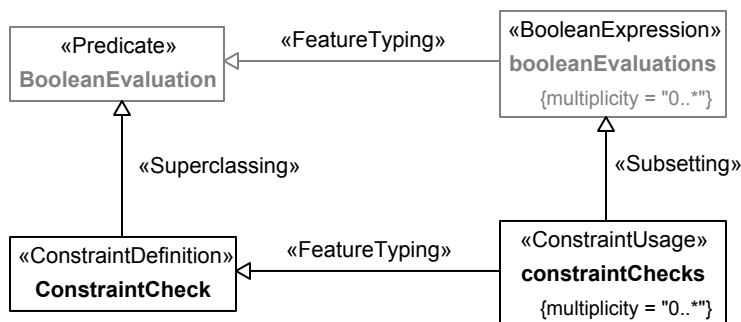 «Predicate»
BooleanEvaluation
«FeatureTyping»
«BooleanExpression»
booleanEvaluations
{multiplicity = "0..*"}
«Superclassing»
«Subsetting»
«ConstraintDefinition»
ConstraintCheck
«FeatureTyping»
«ConstraintUsage»
constraintChecks
{multiplicity = "0..*"}